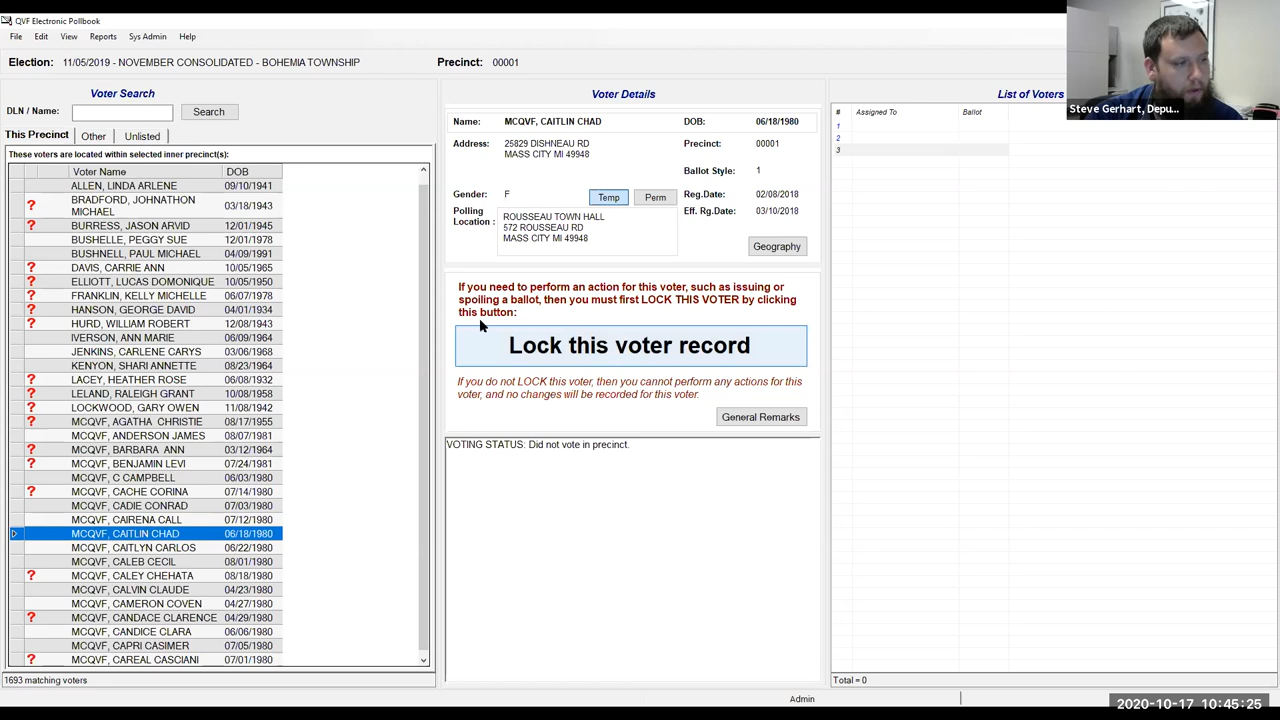 QVF Electronic Pollbook
File Edit View Reports Sys Admin Help
Election: 11/05/2019 - NOVEMBER CONSOLIDATED - BOHEMIA TOWNSHIP Precinct: 00001
Voter Search
DLN / Name: Search
This Precinct Other Unlisted
These voters are located within selected inner precinct(s):
Voter Name DOB
ALLEN, LINDA ARLENE 09/10/1941
? BRADFORD, JOHNATHON
MICHAEL 03/18/1943
? BURRESS, JASON ARVID 12/01/1945
BUSHELLE, PEGGY SUE 12/01/1978
BUSHNELL, PAUL MICHAEL 04/09/1991
? DAVIS, CARRIE ANN 10/05/1965
? ELLIOTT, LUCAS DOMONIQUE 10/05/1950
? FRANKLIN, KELLY MICHELLE 06/07/1978
? HANSON, GEORGE DAVID 04/01/1934
? HURD, WILLIAM ROBERT 12/08/1943
IVERSON, ANN MARIE 06/09/1964
JENKINS, CARLENE CARYS 03/06/1968
KENYON, SHARI ANNETTE 08/23/1964
? LACEY, HEATHER ROSE 06/08/1932
? LELAND, RALEIGH GRANT 10/08/1958
? LOCKWOOD, GARY OWEN 11/08/1942
? MCQVF, AGATHA CHRISTIE 08/17/1955
MCQVF, ANDERSON JAMES 08/07/1981
? MCQVF, BARBARA ANN 03/12/1964
? MCQVF, BENJAMIN LEVI 07/24/1981
MCQVF, C CAMPBELL 06/03/1980
? MCQVF, CACHE CORINA 07/14/1980
MCQVF, CADIE CONRAD 07/03/1980
MCQVF, CAIRENA CALL 07/12/1980
MCQVF, CAITLIN CHAD 06/18/1980
MCQVF, CAITLYN CARLOS 06/22/1980
MCQVF, CALEB CECIL 08/01/1980
? MCQVF, CALEY CHEHATA 08/18/1980
MCQVF, CALVIN CLAUDE 04/23/1980
MCQVF, CAMERON COVEN 04/27/1980
? MCQVF, CANDACE CLARENCE 04/29/1980
MCQVF, CANDICE CLARA 06/06/1980
MCQVF, CAPRI CASIMER 07/05/1980
? MCQVF, CAREAL CASCIANI 07/01/1980
1693 matching voters
Voter Details
Name: MCQVF, CAITLIN CHAD DOB: 06/18/1980
Address: 25829 DISHNEAU RD Precinct: 00001
MASS CITY MI 49948
Ballot Style: 1
Gender: F Temp Perm Reg.Date: 02/08/2018
Polling
Location : ROUSSEAU TOWN HALL Eff. Rg.Date: 03/10/2018
572 ROUSSEAU RD
MASS CITY MI 49948
Geography
If you need to perform an action for this voter, such as issuing or
spoiling a ballot, then you must first LOCK THIS VOTER by clicking
this button:
Lock this voter record
If you do not LOCK this voter, then you cannot perform any actions for this
voter, and no changes will be recorded for this voter.
General Remarks
VOTING STATUS: Did not vote in precinct.
List of Voters
# Assigned To Ballot
1
2
3
Total = 0
Admin
Steve Gerhart, Depu...
2020-10-17 10:45:25